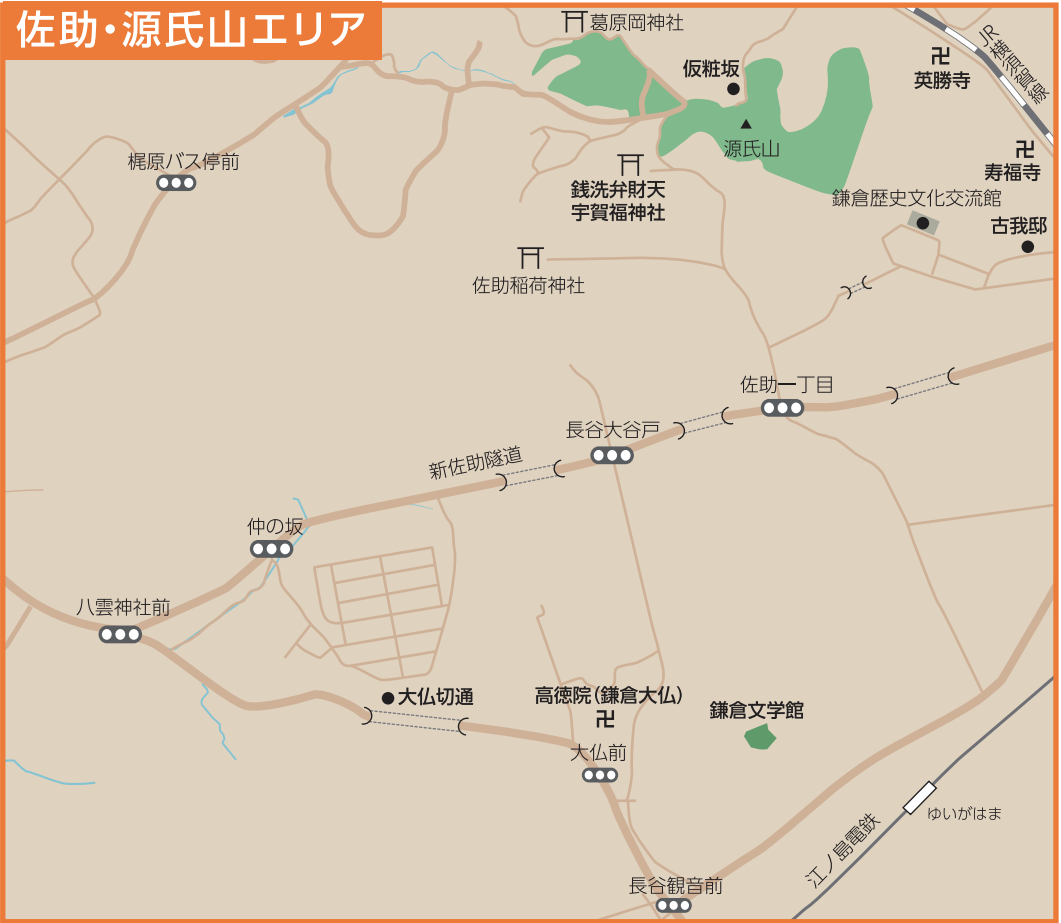 佐助・源氏山エリア
葛原岡神社
JR横須賀線
仮粧坂
英勝寺
源氏山
寿福寺
梶原バス停前
銭洗弁財天
宇賀福神社
鎌倉歴史文化交流館
古我邸
佐助稲荷神社
佐助一丁目
長谷大谷戸
新佐助隧道
仲の坂
八雲神社前
大仏切通
高徳院(鎌倉大仏)
鎌倉文学館
大仏前
ゆいがはま
江ノ島電鉄
長谷観音前